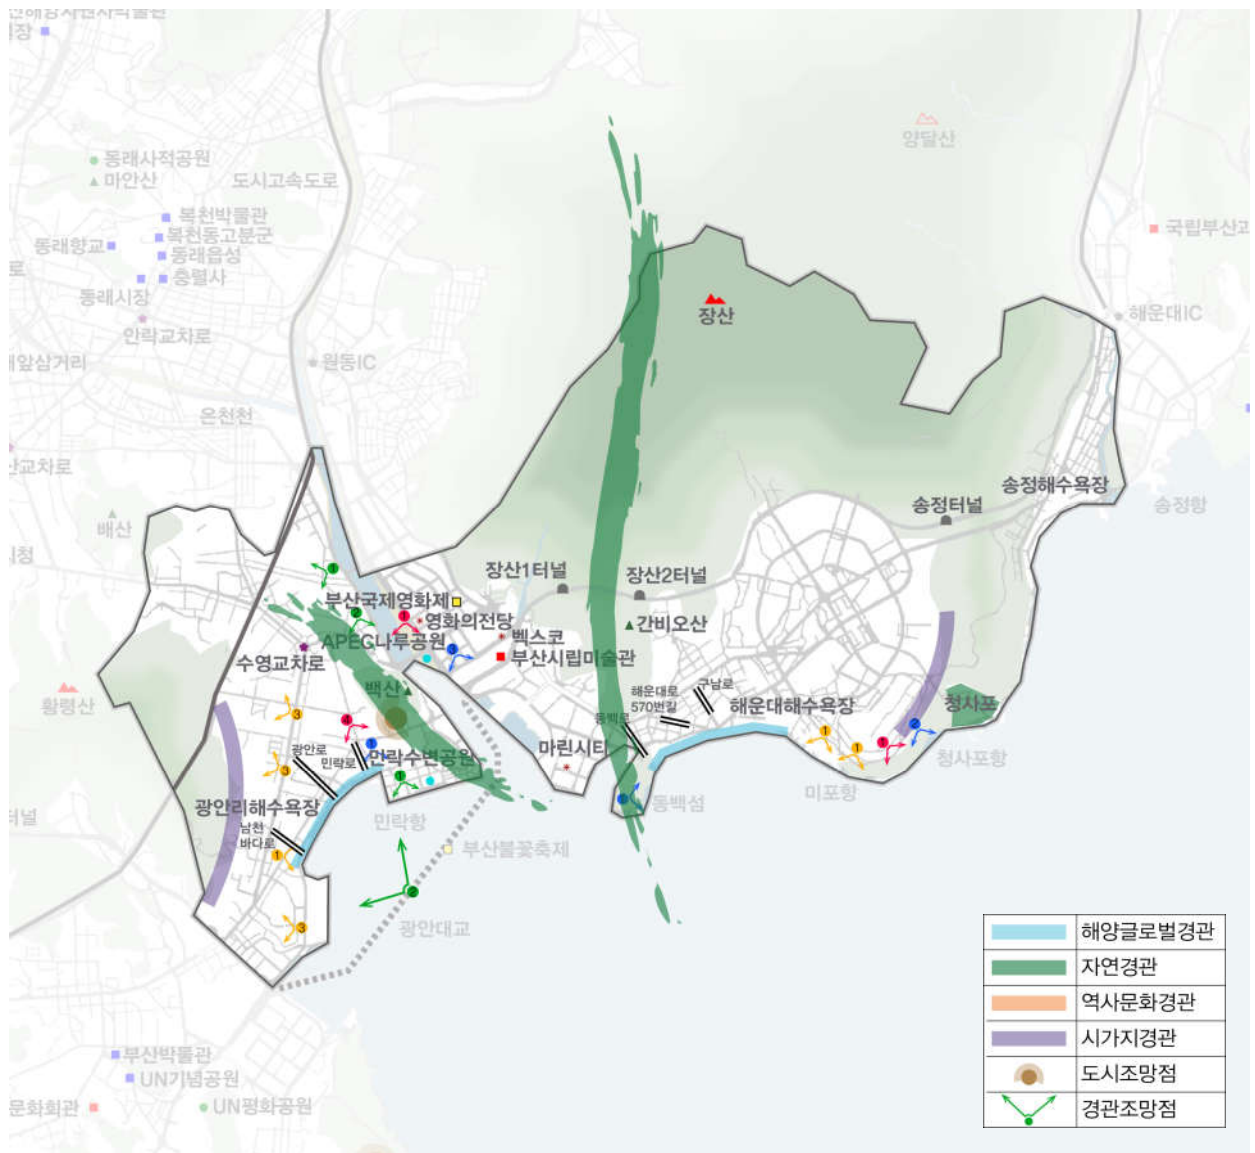 동래사적공원
마안산
도시고속도로
양달산
복천박물관
복천동고분군
동래향교
동래읍성
충렬사
동래시장
안락교차로
국립부산과
해운대IC
장산
원동IC
온천천
배산
송정해수욕장
송정항
송정터널
장산1터널
장산2터널
부산국제영화제
영화의전당
APEC나루공원
벡스코
부산시립미술관
간비오산
수영교차로
백산
황령산
구남로
해운대로
570번길
해운대해수욕장
청사포
동백로
마린시티
광안로
민락로
민락수변공원
청사포항
동백섬
미포항
광안리해수욕장
남천
바다로
민락항
부산불꽃축제
광안대교
해양글로벌경관
자연경관
역사문화경관
시가지경관
도시조망점
경관조망점
부산박물관
UN기념공원
문화회관
UN평화공원